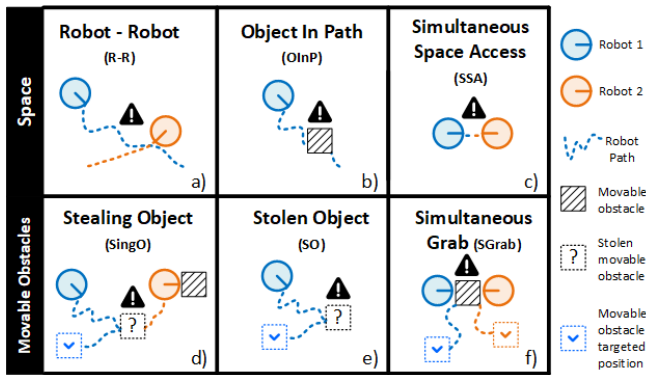 Space
Robot - Robot
(R-R)
a)
Object In Path
(OInP)
b)
Simultaneous
Space Access
(SSA)
c)
Movable Obstacles
Stealing Object
(SingO)
?
d)
Stolen Object
(SO)
?
e)
Simultaneous
Grab (SGrab)
f)
Robot 1
Robot 2
Robot
Path
Movable
obstacle
?
Stolen
movable
obstacle
Movable
obstacle
targeted
position